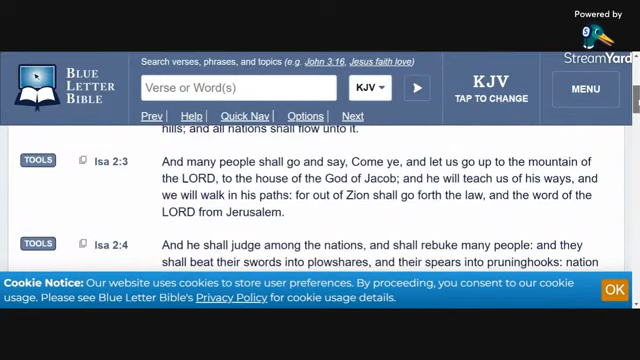 Powered by
StreamYard
BLUE
LETTER
BIBLE
Search verses, phrases, and topics (e.g. John 3:16, Jesus faith love)
Verse or Word(s)
KJV
KJV
TAP TO CHANGE
MENU
Prev Help Quick Nav Options Next
hills; and all nations shall flow unto it.
TOOLS Isa 2:3 And many people shall go and say, Come ye, and let us go up to the mountain of
the LORD, to the house of the God of Jacob; and he will teach us of his ways, and
we will walk in his paths: for out of Zion shall go forth the law, and the word of the
LORD from Jerusalem.
TOOLS Isa 2:4 And he shall judge among the nations, and shall rebuke many people: and they
shall beat their swords into plowshares, and their spears into pruninghooks: nation
Cookie Notice: Our website uses cookies to store user preferences. By proceeding, you consent to our cookie
usage. Please see Blue Letter Bible's Privacy Policy for cookie usage details.
OK